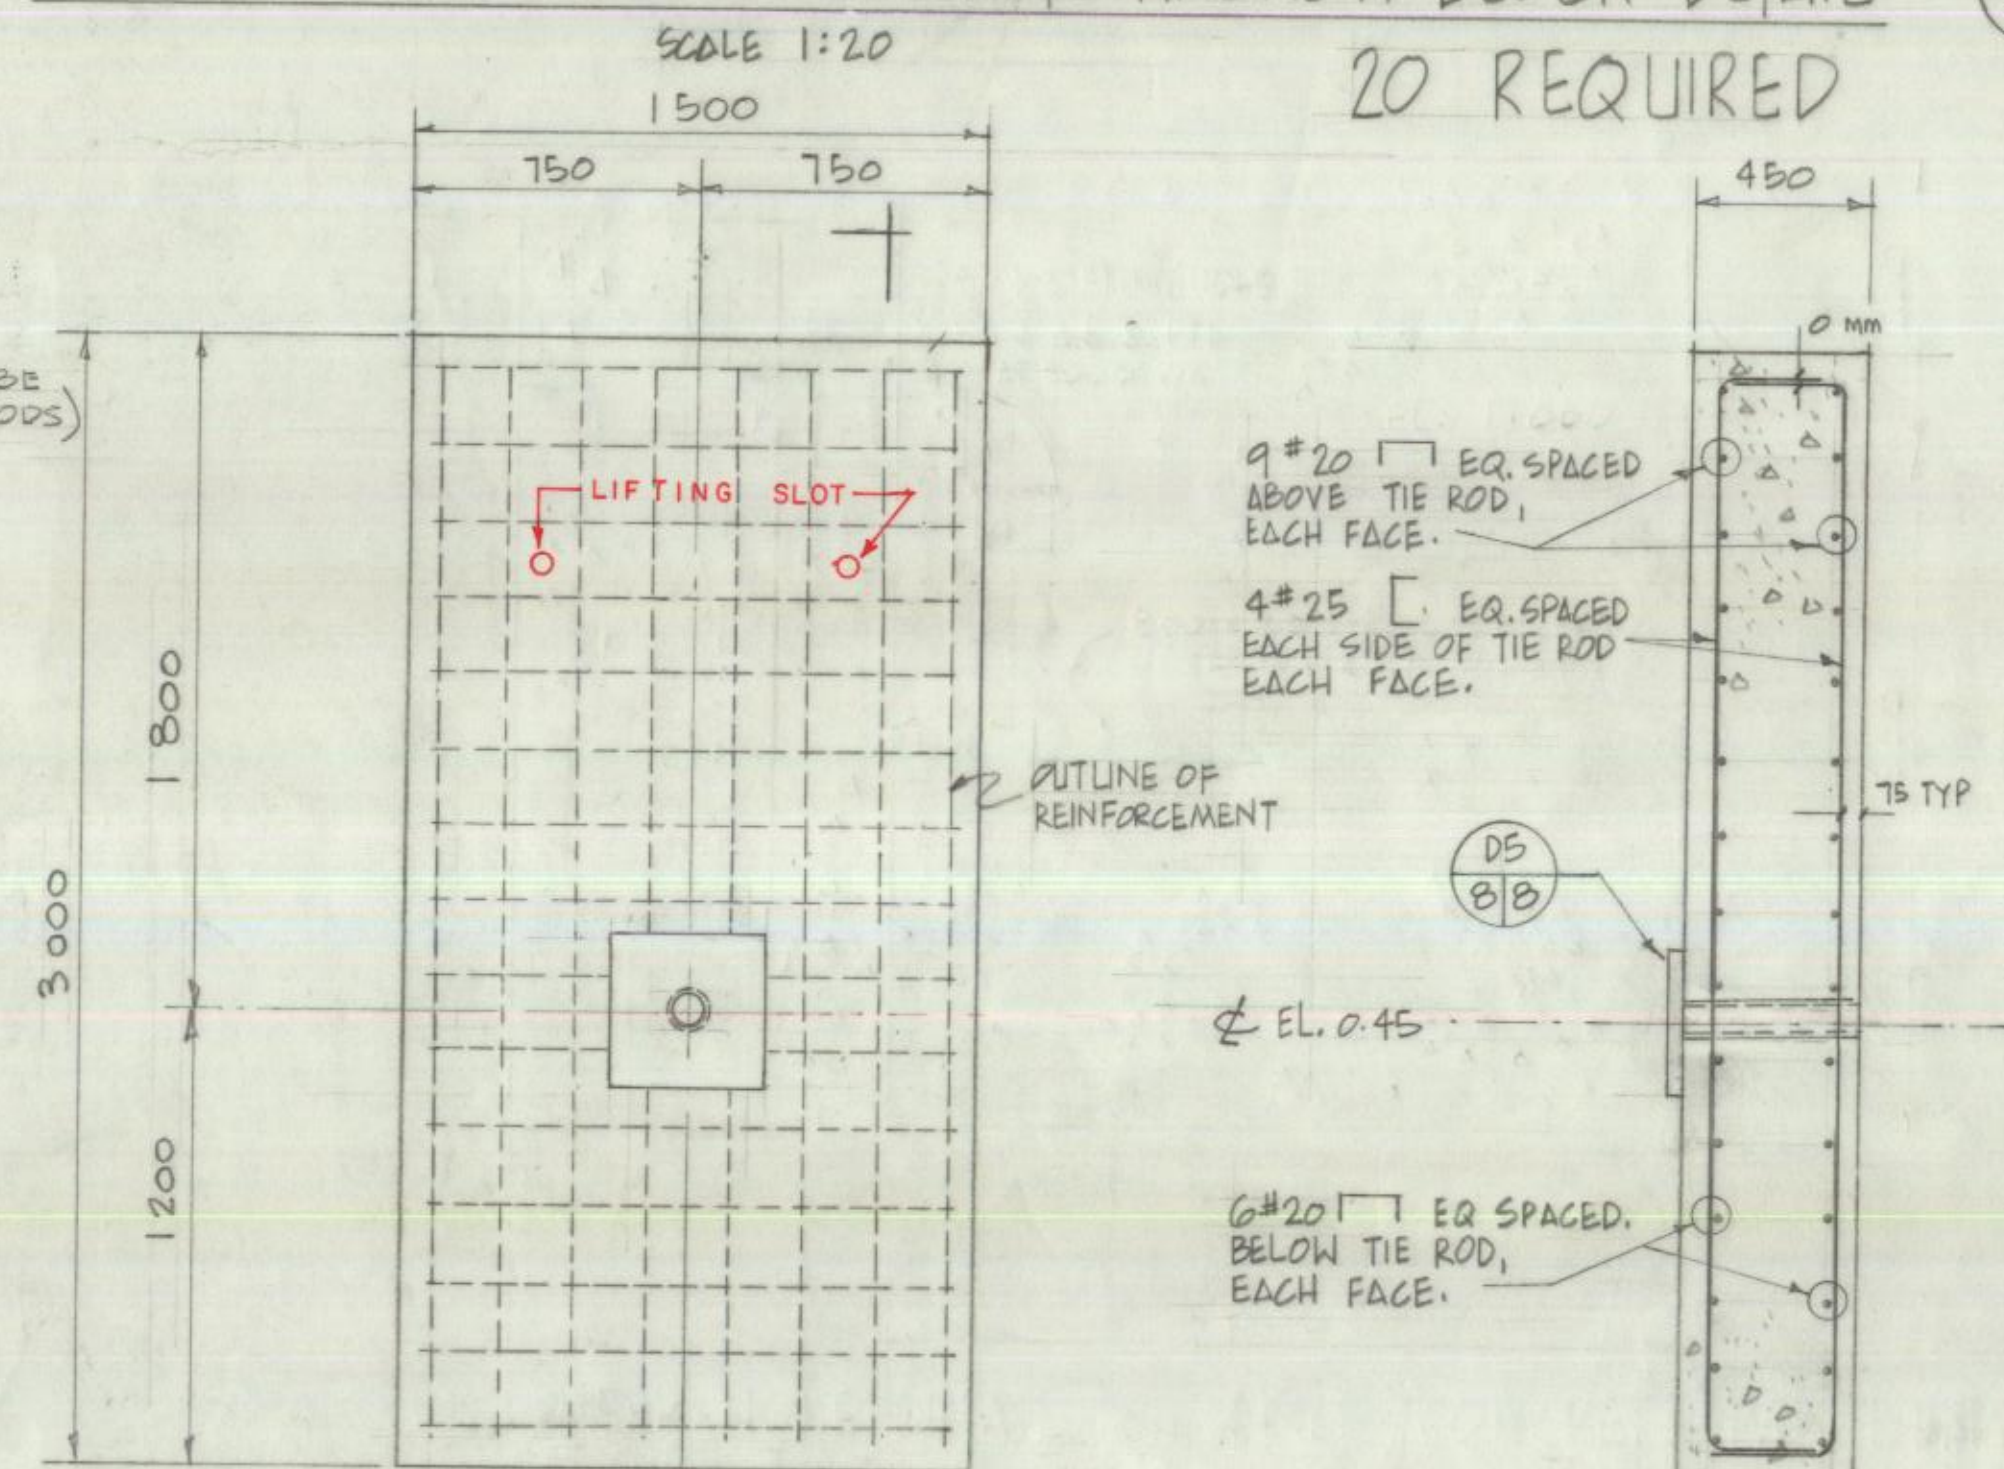 SCALE 1:20
20 REQUIRED
1500
750
750
450
0 mm
BE
ODS)
9 #20 EQ. SPACED
ABOVE TIE ROD,
EACH FACE.
LIFTING SLOT
4 #25 EQ. SPACED
EACH SIDE OF TIE ROD
EACH FACE.
1800
OUTLINE OF
REINFORCEMENT
75 TYP
D5
8 8
3000
℄ EL. 0.45
1200
6 #20 EQ SPACED.
BELOW TIE ROD,
EACH FACE.